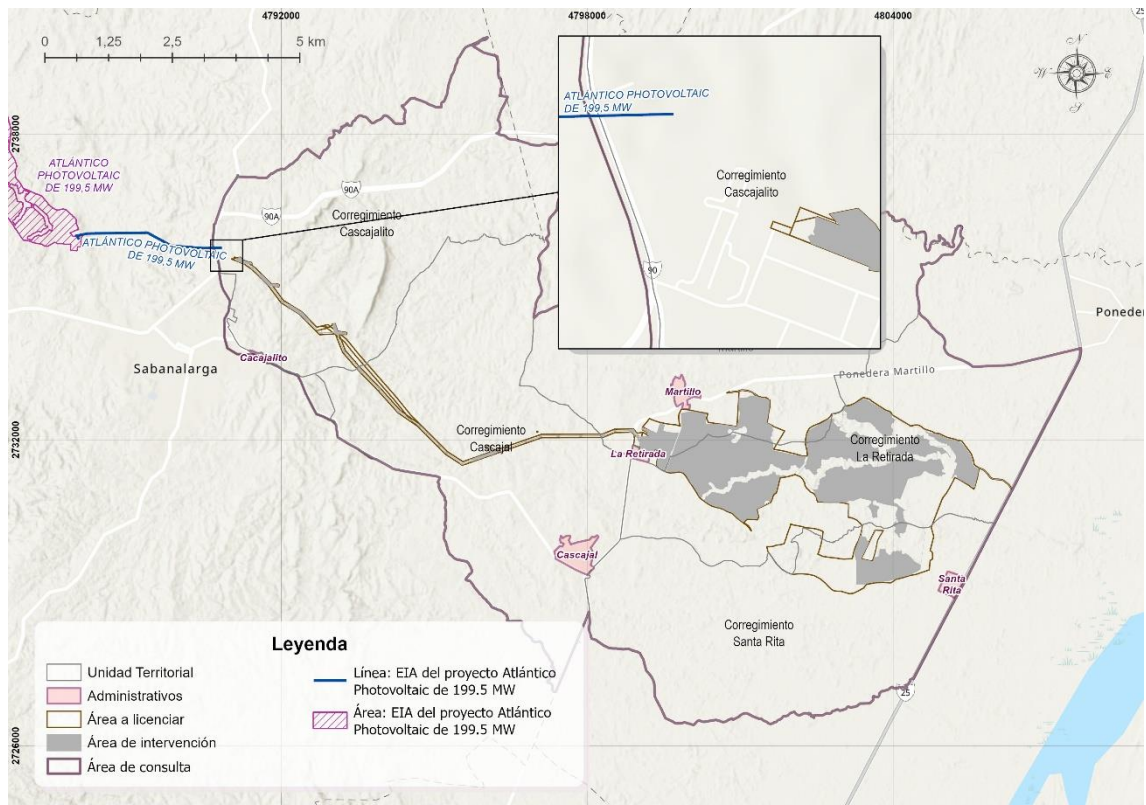 4792000
4798000
4804000
25
0 1,25 2,5 5 km
N
W E
S
2738000
2732000
2726000
ATLÁNTICO PHOTOVOLTAIC
DE 199,5 MW
Corregimiento
Cascajalito
90
ATLÁNTICO
PHOTOVOLTAIC
DE 199,5 MW
90A
90A
Corregimiento
Cascajalito
ATLÁNTICO PHOTOVOLTAIC
DE 199,5 MW
Ponedera
Cacajalito
Sabanalarga
Ponedera Martillo
Martillo
Corregimiento
Cascajal
Corregimiento
La Retirada
La Retirada
Cascajal
Santa
Rita
Corregimiento
Santa Rita
25
Leyenda
Unidad Territorial
Administrativos
Área a licenciar
Área de intervención
Área de consulta
Línea: EIA del proyecto Atlántico
Photovoltaic de 199.5 MW
Área: EIA del proyecto Atlántico
Photovoltaic de 199.5 MW